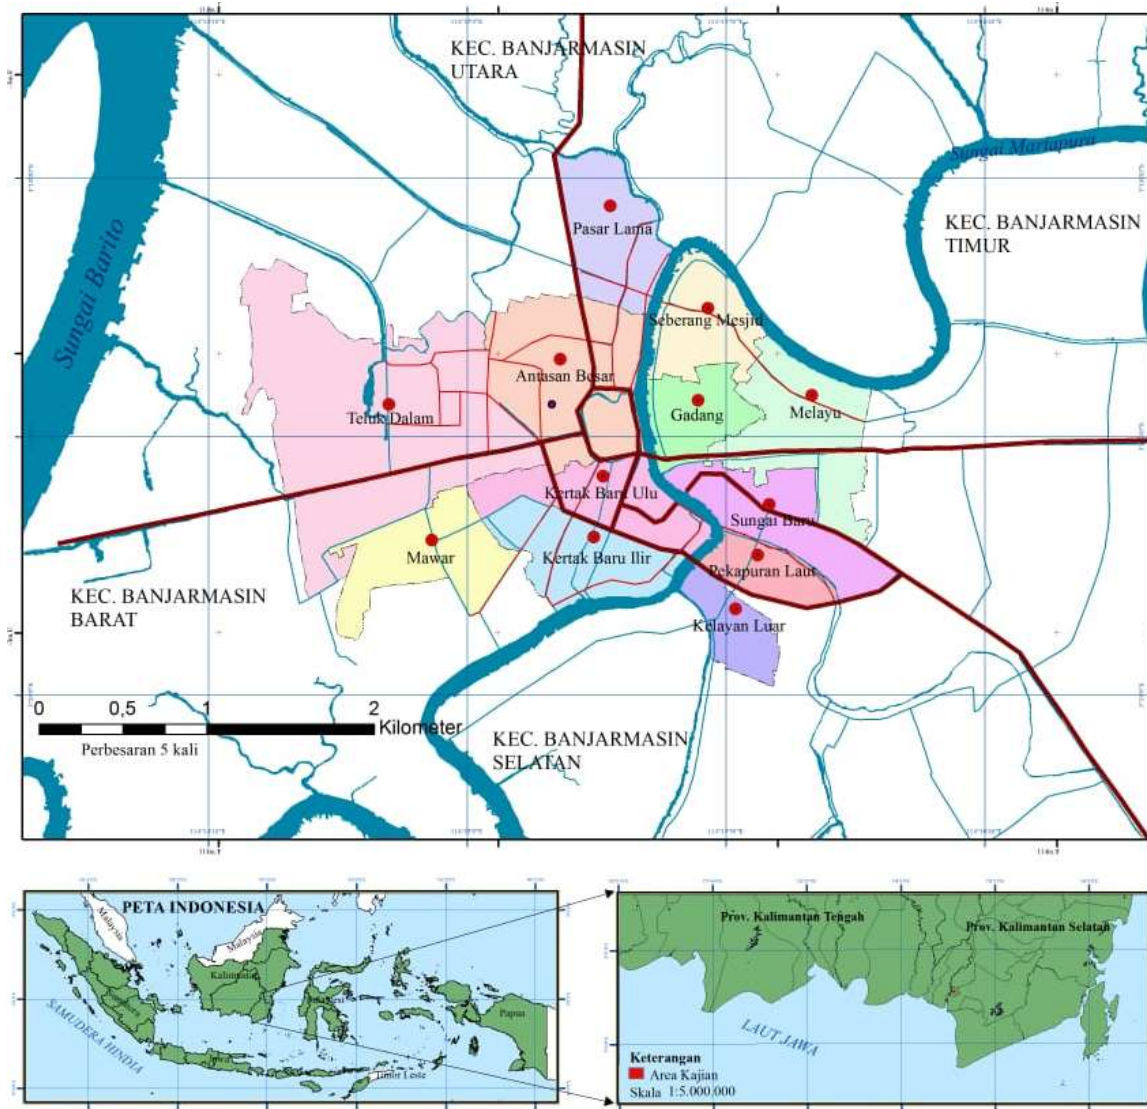 KEC. BANJARMASIN
UTARA
Sungai Martapura
Pasar Lama
KEC. BANJARMASIN
TIMUR
Sungai Barito
Seberang Mesjid
Antasan Besar
Teluk Dalam
Gadang
Melayu
Kertak Baru Ulu
Sungai Baru
Mawar
Kertak Baru Ilir
Pekapuran Laut
KEC. BANJARMASIN
BARAT
Kelayan Luar
0 0,5 1 2
Kilometer
Perbesaran 5 kali
KEC. BANJARMASIN
SELATAN
PETA INDONESIA
Malaysia
Malaysia
Kalimantan
Sumatera
Sulawesi
Papua
SAMUDERA HINDIA
Jawa
Timor Leste
Prov. Kalimantan Tengah
Prov. Kalimantan Selatan
LAUT JAWA
Keterangan
Area Kajian
Skala 1:5.000.000